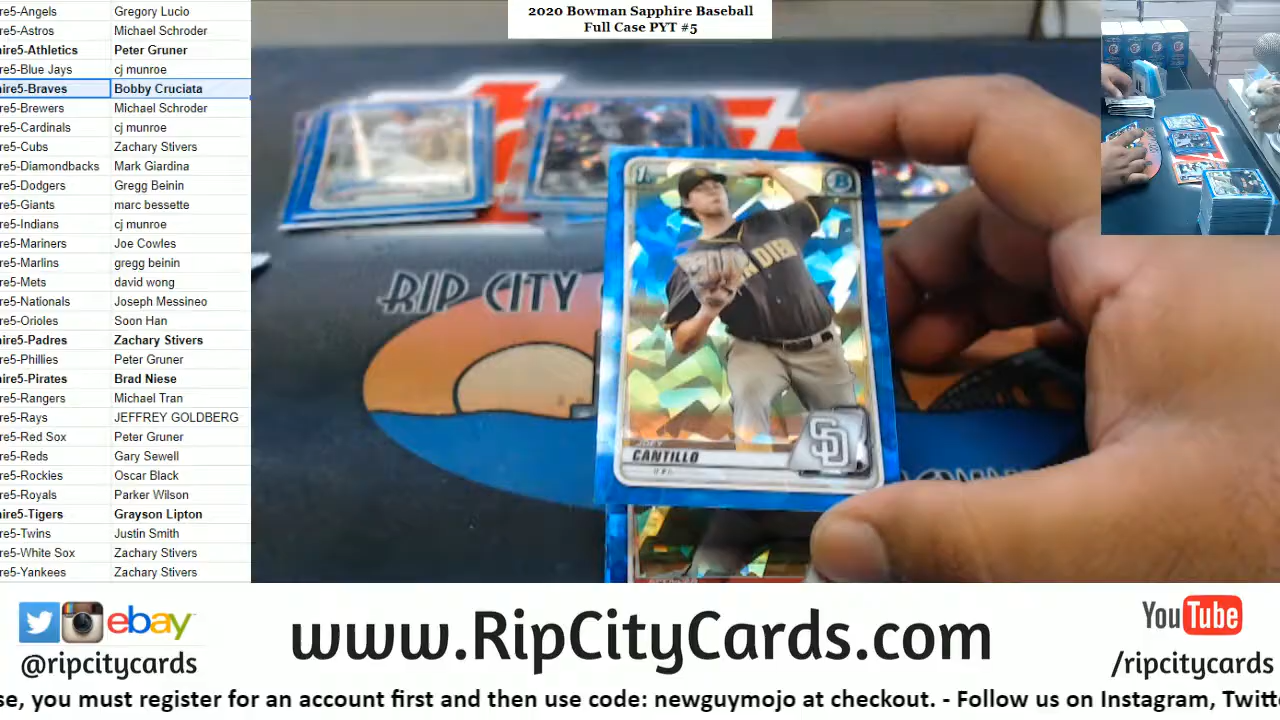 re5-Angels Gregory Lucio
re5-Astros Michael Schroder
ire5-Athletics Peter Gruner
re5-Blue Jays cj munroe
ire5-Braves Bobby Cruciata
re5-Brewers Michael Schroder
re5-Cardinals cj munroe
re5-Cubs Zachary Stivers
re5-Diamondbacks Mark Giardina
re5-Dodgers Gregg Beinin
re5-Giants marc bessette
re5-Indians cj munroe
re5-Mariners Joe Cowles
re5-Marlins gregg beinin
re5-Mets david wong
re5-Nationals Joseph Messineo
re5-Orioles Soon Han
ire5-Padres Zachary Stivers
re5-Phillies Peter Gruner
ire5-Pirates Brad Niese
re5-Rangers Michael Tran
re5-Rays JEFFREY GOLDBERG
re5-Red Sox Peter Gruner
re5-Reds Gary Sewell
re5-Rockies Oscar Black
re5-Royals Parker Wilson
ire5-Tigers Grayson Lipton
re5-Twins Justin Smith
re5-White Sox Zachary Stivers
re5-Yankees Zachary Stivers
2020 Bowman Sapphire Baseball
Full Case PYT #5
RIP CITY
1st
B
DIE
JOEY
CANTILLO
SD
ebay
@ripcitycards
www.RipCityCards.com
You Tube
/ripcitycards
se, you must register for an account first and then use code: newguymojo at checkout. - Follow us on Instagram, Twitt